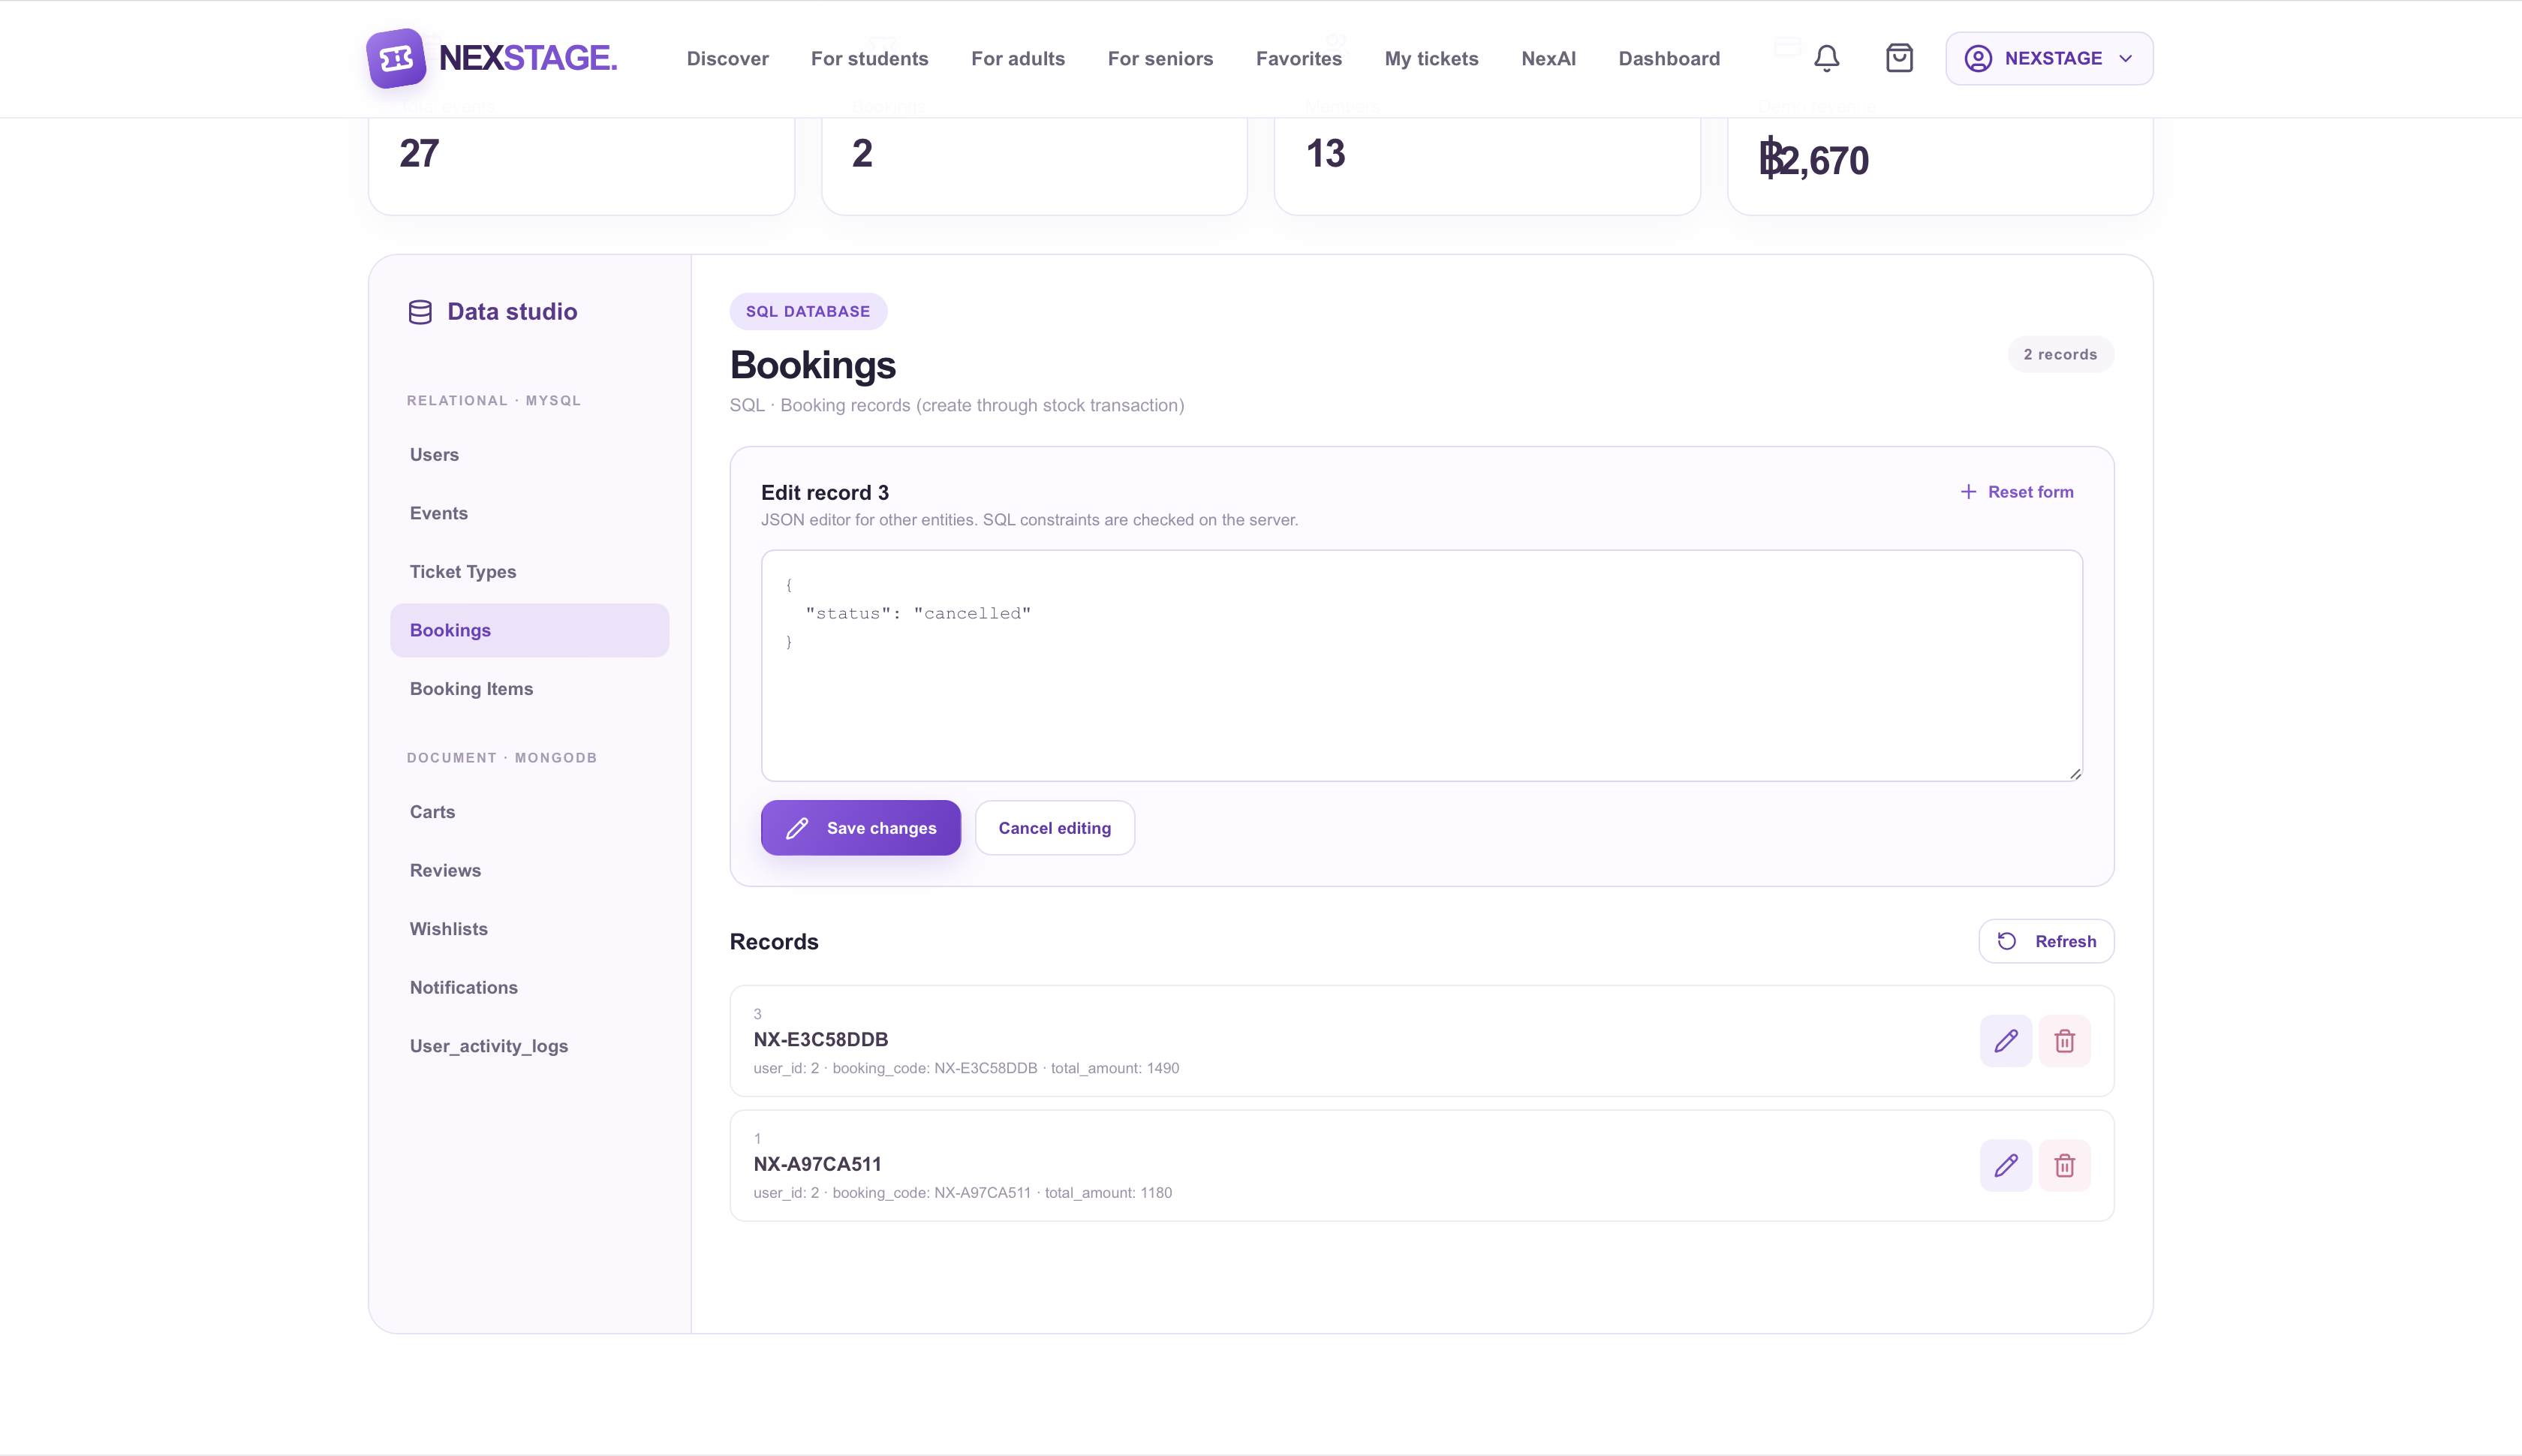 NEXSTAGE.
Discover
For students
For adults
For seniors
Favorites
My tickets
NexAI
Dashboard
NEXSTAGE
Bookings
Members
27
2
13
฿2,670
Data studio
RELATIONAL · MYSQL
Users
Events
Ticket Types
Bookings
Booking Items
DOCUMENT · MONGODB
Carts
Reviews
Wishlists
Notifications
User_activity_logs
SQL DATABASE
Bookings
2 records
SQL · Booking records (create through stock transaction)
Edit record 3
Reset form
JSON editor for other entities. SQL constraints are checked on the server.
{
"status": "cancelled"
}
Save changes
Cancel editing
Records
Refresh
3
NX-E3C58DDB
user_id: 2 · booking_code: NX-E3C58DDB · total_amount: 1490
1
NX-A97CA511
user_id: 2 · booking_code: NX-A97CA511 · total_amount: 1180